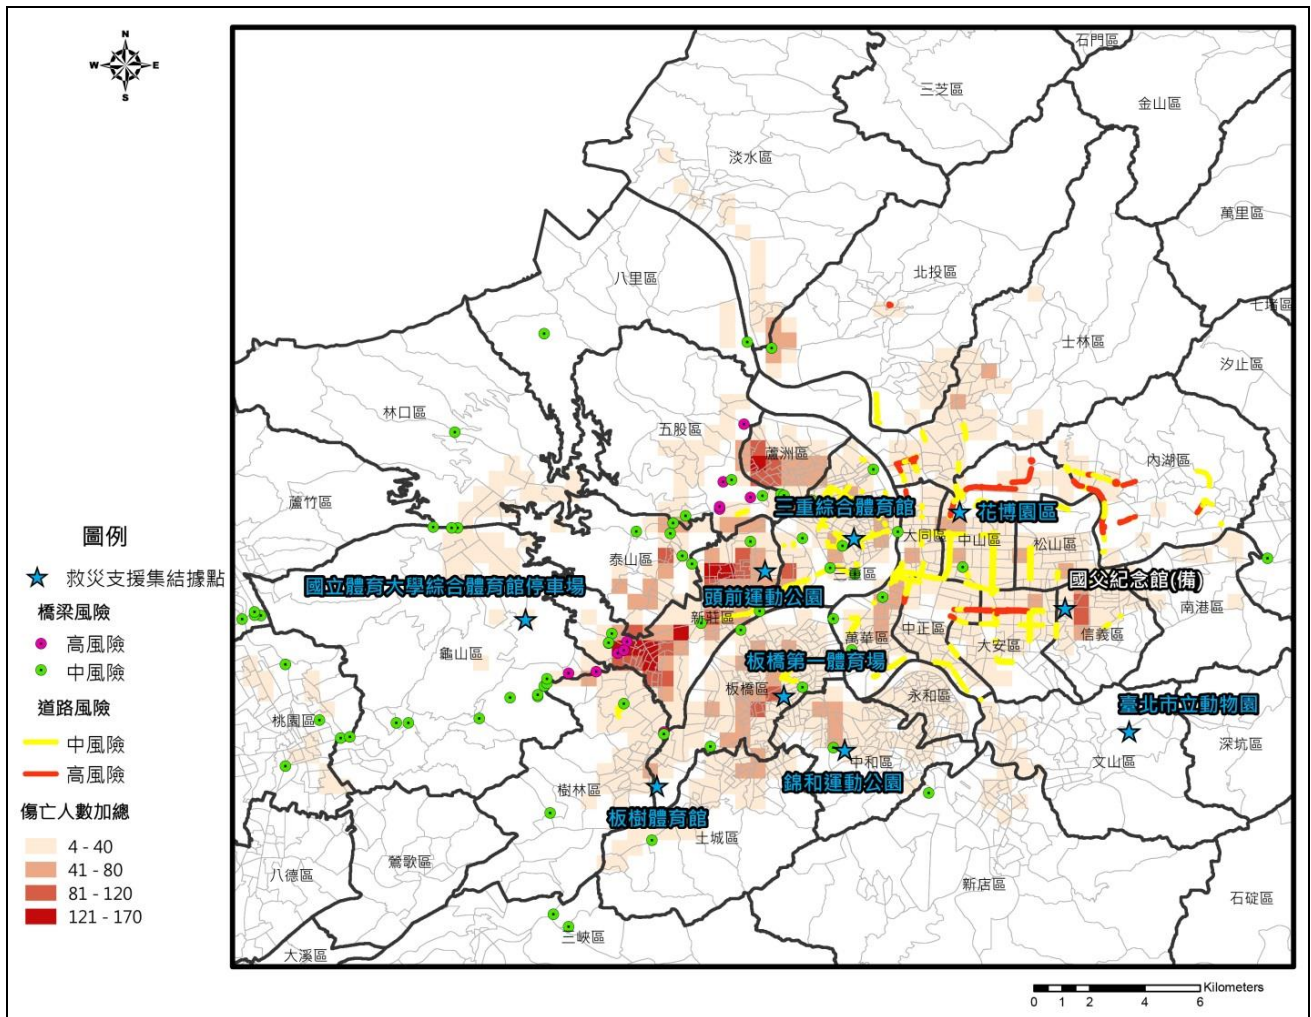 N
W
E
S
石門區
三芝區
金山區
淡水區
萬里區
八里區
北投區
七堵區
士林區
汐止區
林口區
五股區
蘆洲區
內湖區
蘆竹區
三重綜合體育館
花博園區
大同區
中山區
松山區
泰山區
三重區
國父紀念館(備)
國立體育大學綜合體育館停車場
頭前運動公園
南港區
新莊區
萬華區
中正區
信義區
大安區
龜山區
板橋第一體育場
板橋區
永和區
臺北市立動物園
桃園區
深坑區
文山區
中和區
樹林區
錦和運動公園
板樹體育館
土城區
鶯歌區
八德區
新店區
石碇區
三峽區
大溪區
圖例
救災支援集結據點
橋梁風險
高風險
中風險
道路風險
中風險
高風險
傷亡人數加總
4 - 40
41 - 80
81 - 120
121 - 170
Kilometers
0 1 2 4 6